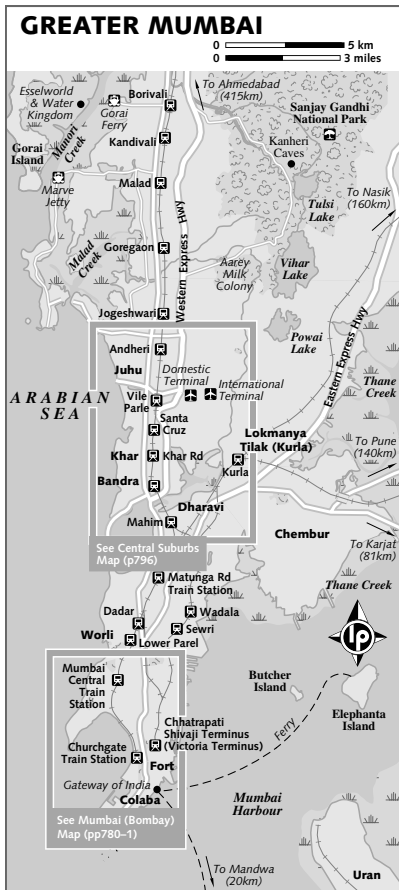 GREATER MUMBAI
0 5 km
0 3 miles
To Ahmedabad
(415km)
Esselworld
& Water
Kingdom
Borivali
Gorai
Ferry
Manori
Creek
Sanjay Gandhi
National Park
Kandivali
Kanheri
Caves
Gorai
Island
Marve
Jetty
Malad
Tulsi
Lake
To Nasik
(160km)
Western Express Hwy
Malad
Creek
Goregaon
Aarey
Milk
Colony
Vihar
Lake
Jogeshwari
Powai
Lake
Eastern Express Hwy
Andheri
Juhu
Domestic
Terminal
International
Terminal
Thane
Creek
ARABIAN
SEA
Vile
Parle
Santa
Cruz
Lokmanya
Tilak (Kurla)
To Pune
(140km)
Khar
Khar Rd
Kurla
Bandra
Dharavi
Mahim
Chembur
See Central Suburbs
Map (p796)
To Karjat
(81km)
Matunga Rd
Train Station
Thane Creek
Dadar
Wadala
Worli
Sewri
Lower Parel
lp
Mumbai
Central
Train
Station
Butcher
Island
Elephanta
Island
Ferry
Chhatrapati
Shivaji Terminus
(Victoria Terminus)
Churchgate
Train Station
Fort
Gateway of India
Colaba
Mumbai
Harbour
See Mumbai (Bombay)
Map (pp780–1)
To Mandwa
(20km)
Uran